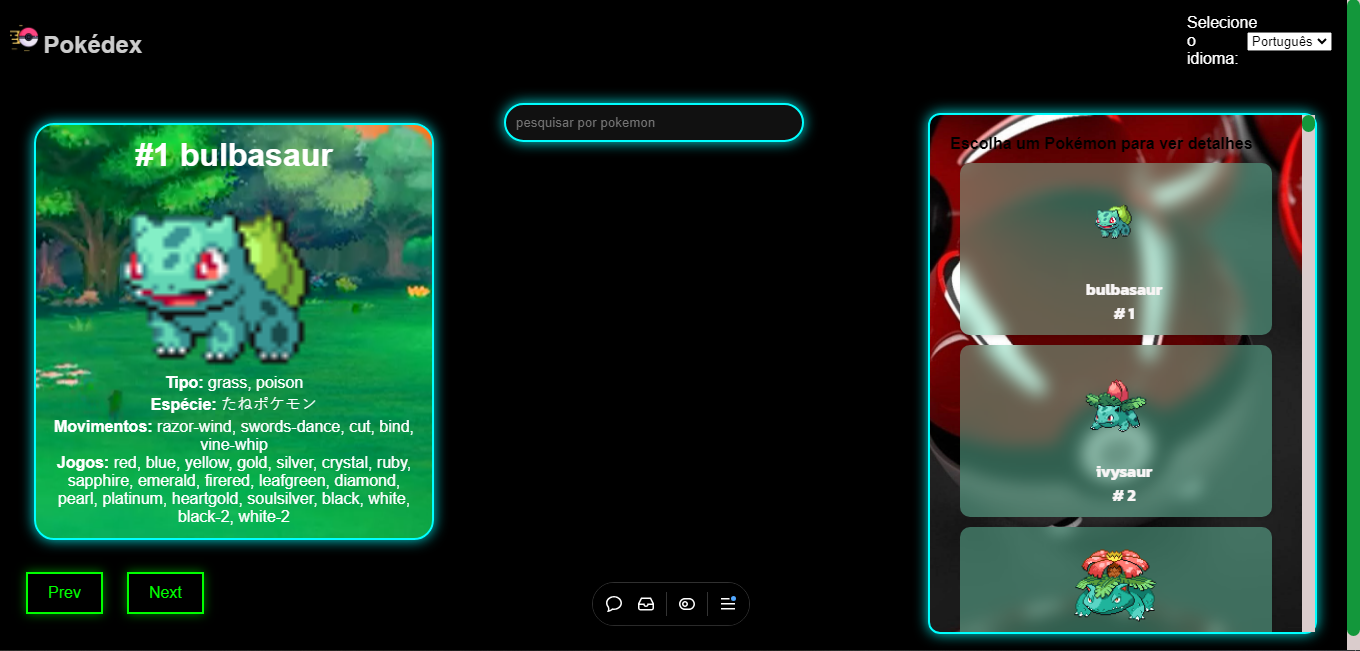 Pokédex
Selecione
o
idioma:
Português
pesquisar por pokemon
#1 bulbasaur
Tipo: grass, poison
Espécie: たねポケモン
Movimentos: razor-wind, swords-dance, cut, bind,
vine-whip
Jogos: red, blue, yellow, gold, silver, crystal, ruby,
sapphire, emerald, firered, leafgreen, diamond,
pearl, platinum, heartgold, soulsilver, black, white,
black-2, white-2
Prev
Next
Escolha um Pokémon para ver detalhes
bulbasaur
#1
ivysaur
#2